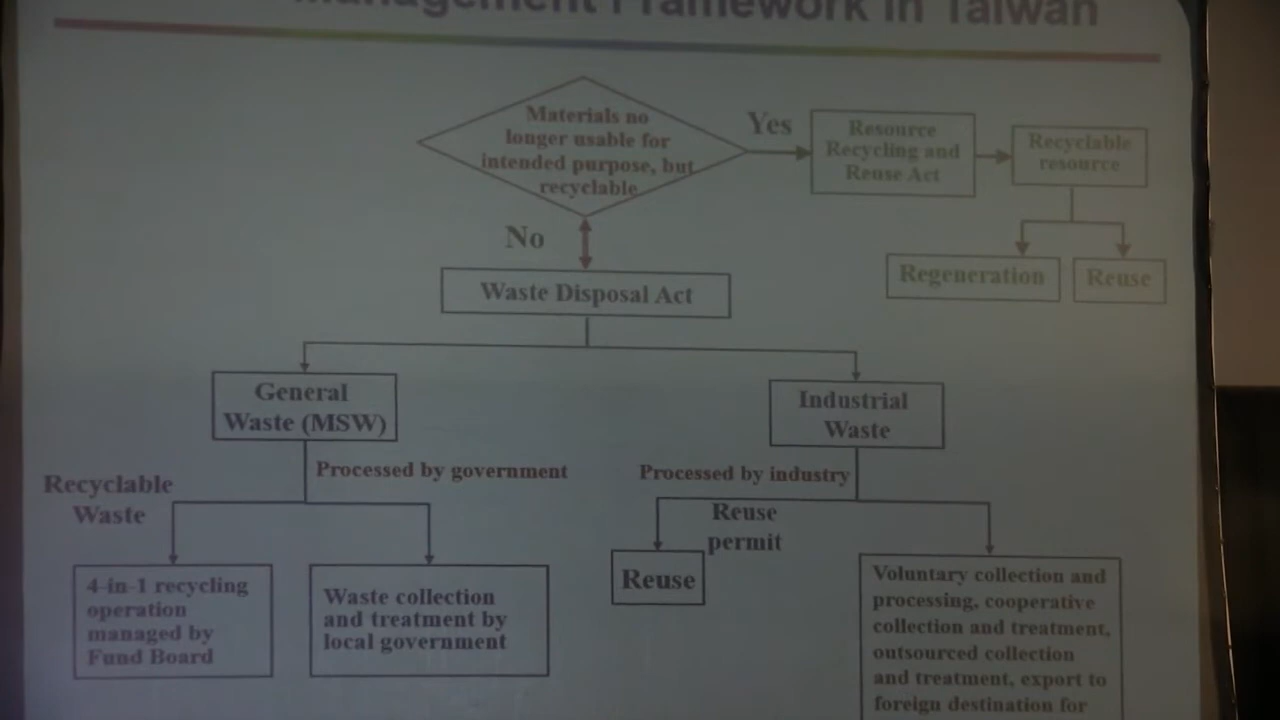 Management Framework in Taiwan
Materials no
longer usable for
intended purpose, but
recyclable
Yes
Resource
Recycling and
Reuse Act
Recyclable
resource
Regeneration
Reuse
No
Waste Disposal Act
General
Waste (MSW)
Industrial
Waste
Processed by government
Processed by industry
Recyclable
Waste
Reuse
permit
4-in-1 recycling
operation
managed by
Fund Board
Waste collection
and treatment by
local government
Reuse
Voluntary collection and
processing, cooperative
collection and treatment,
outsourced collection
and treatment, export to
foreign destination for